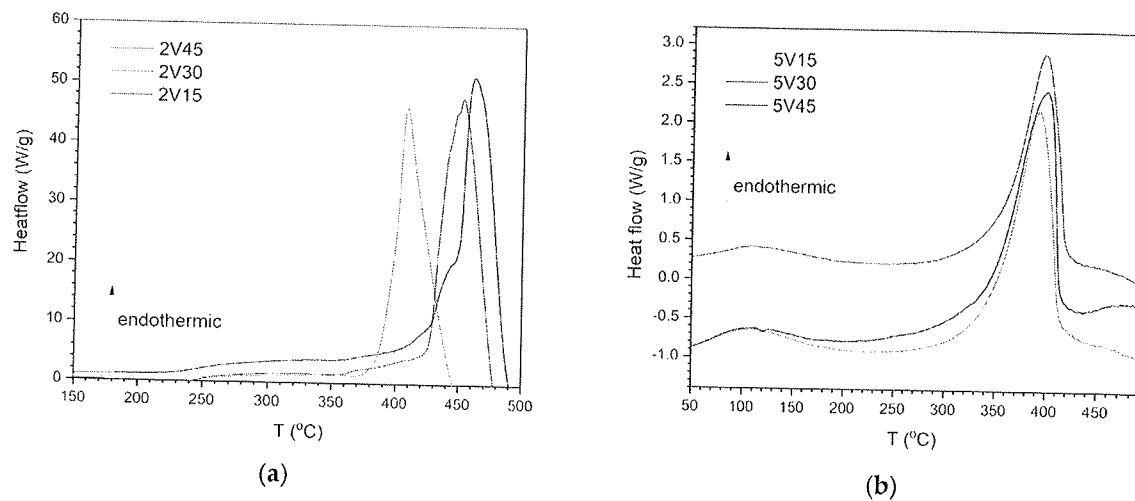 60
50
40
30
20
10
0
Heatflow (W/g)
2V45
2V30
2V15
endothermic
150 200 250 300 350 400 450 500
T (°C)
(a)
3.0
2.5
2.0
1.5
1.0
0.5
0.0
-0.5
-1.0
Heat flow (W/g)
5V15
5V30
5V45
endothermic
50 100 150 200 250 300 350 400 450
T (°C)
(b)